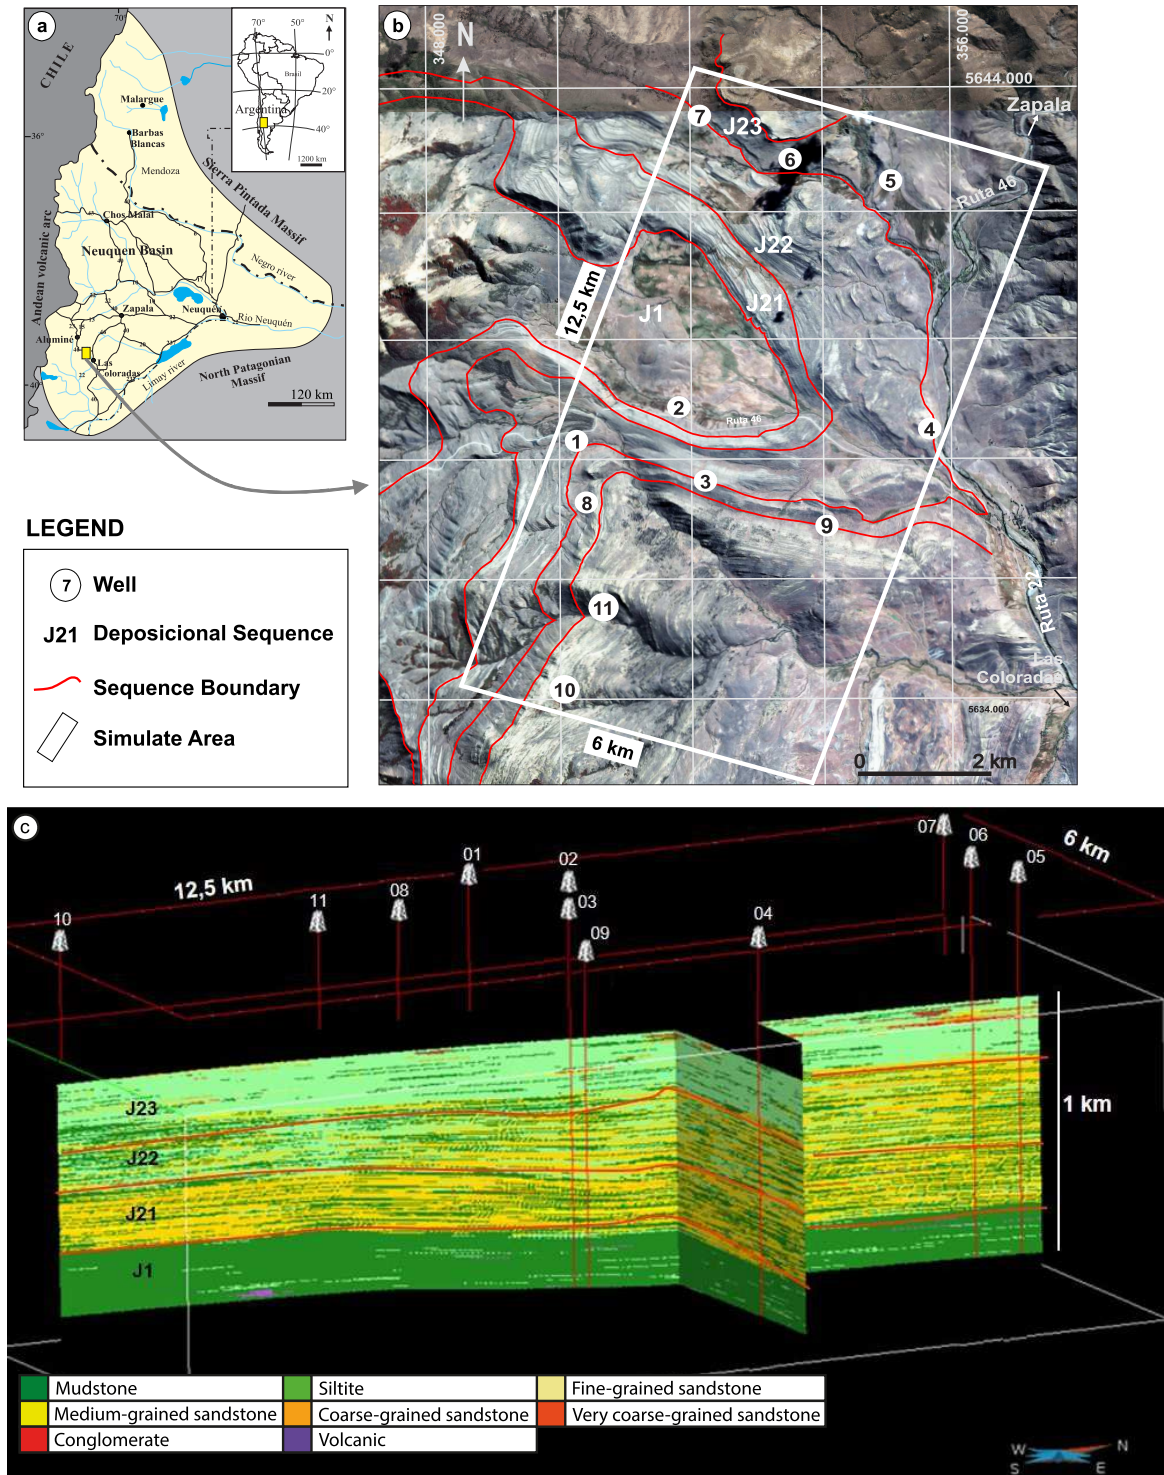 a
70°
CHILE
Malargue
36°
Barbas
Blancas
Mendoza
Sierra Pintada Massif
Chos Malal
Neuquen Basin
Negro river
Andean volcanic arc
Zapala
Neuquén
Rio Neuquén
Aluminé
Las
Coloradas
Limay river
North Patagonian
Massif
40°
120 km
70°
50°
N
0°
Brasil
20°
Argentina
40°
1200 km
LEGEND
7 Well
J21 Deposicional Sequence
Sequence Boundary
Simulate Area
b
N
356.000
5644.000
Zapala
7
J23
6
5
Ruta 46
J22
12,5 km
J1
J21
2
Ruta 46
1
4
3
8
9
11
Ruta 22
Las
Coloradas
10
5634.000
6 km
0
2 km
c
07
06
6 km
05
01
02
12,5 km
08
11
03
10
04
09
J23
1 km
J22
J21
J1
Mudstone
Siltite
Fine-grained sandstone
Medium-grained sandstone
Coarse-grained sandstone
Very coarse-grained sandstone
Conglomerate
Volcanic
W
N
S
E